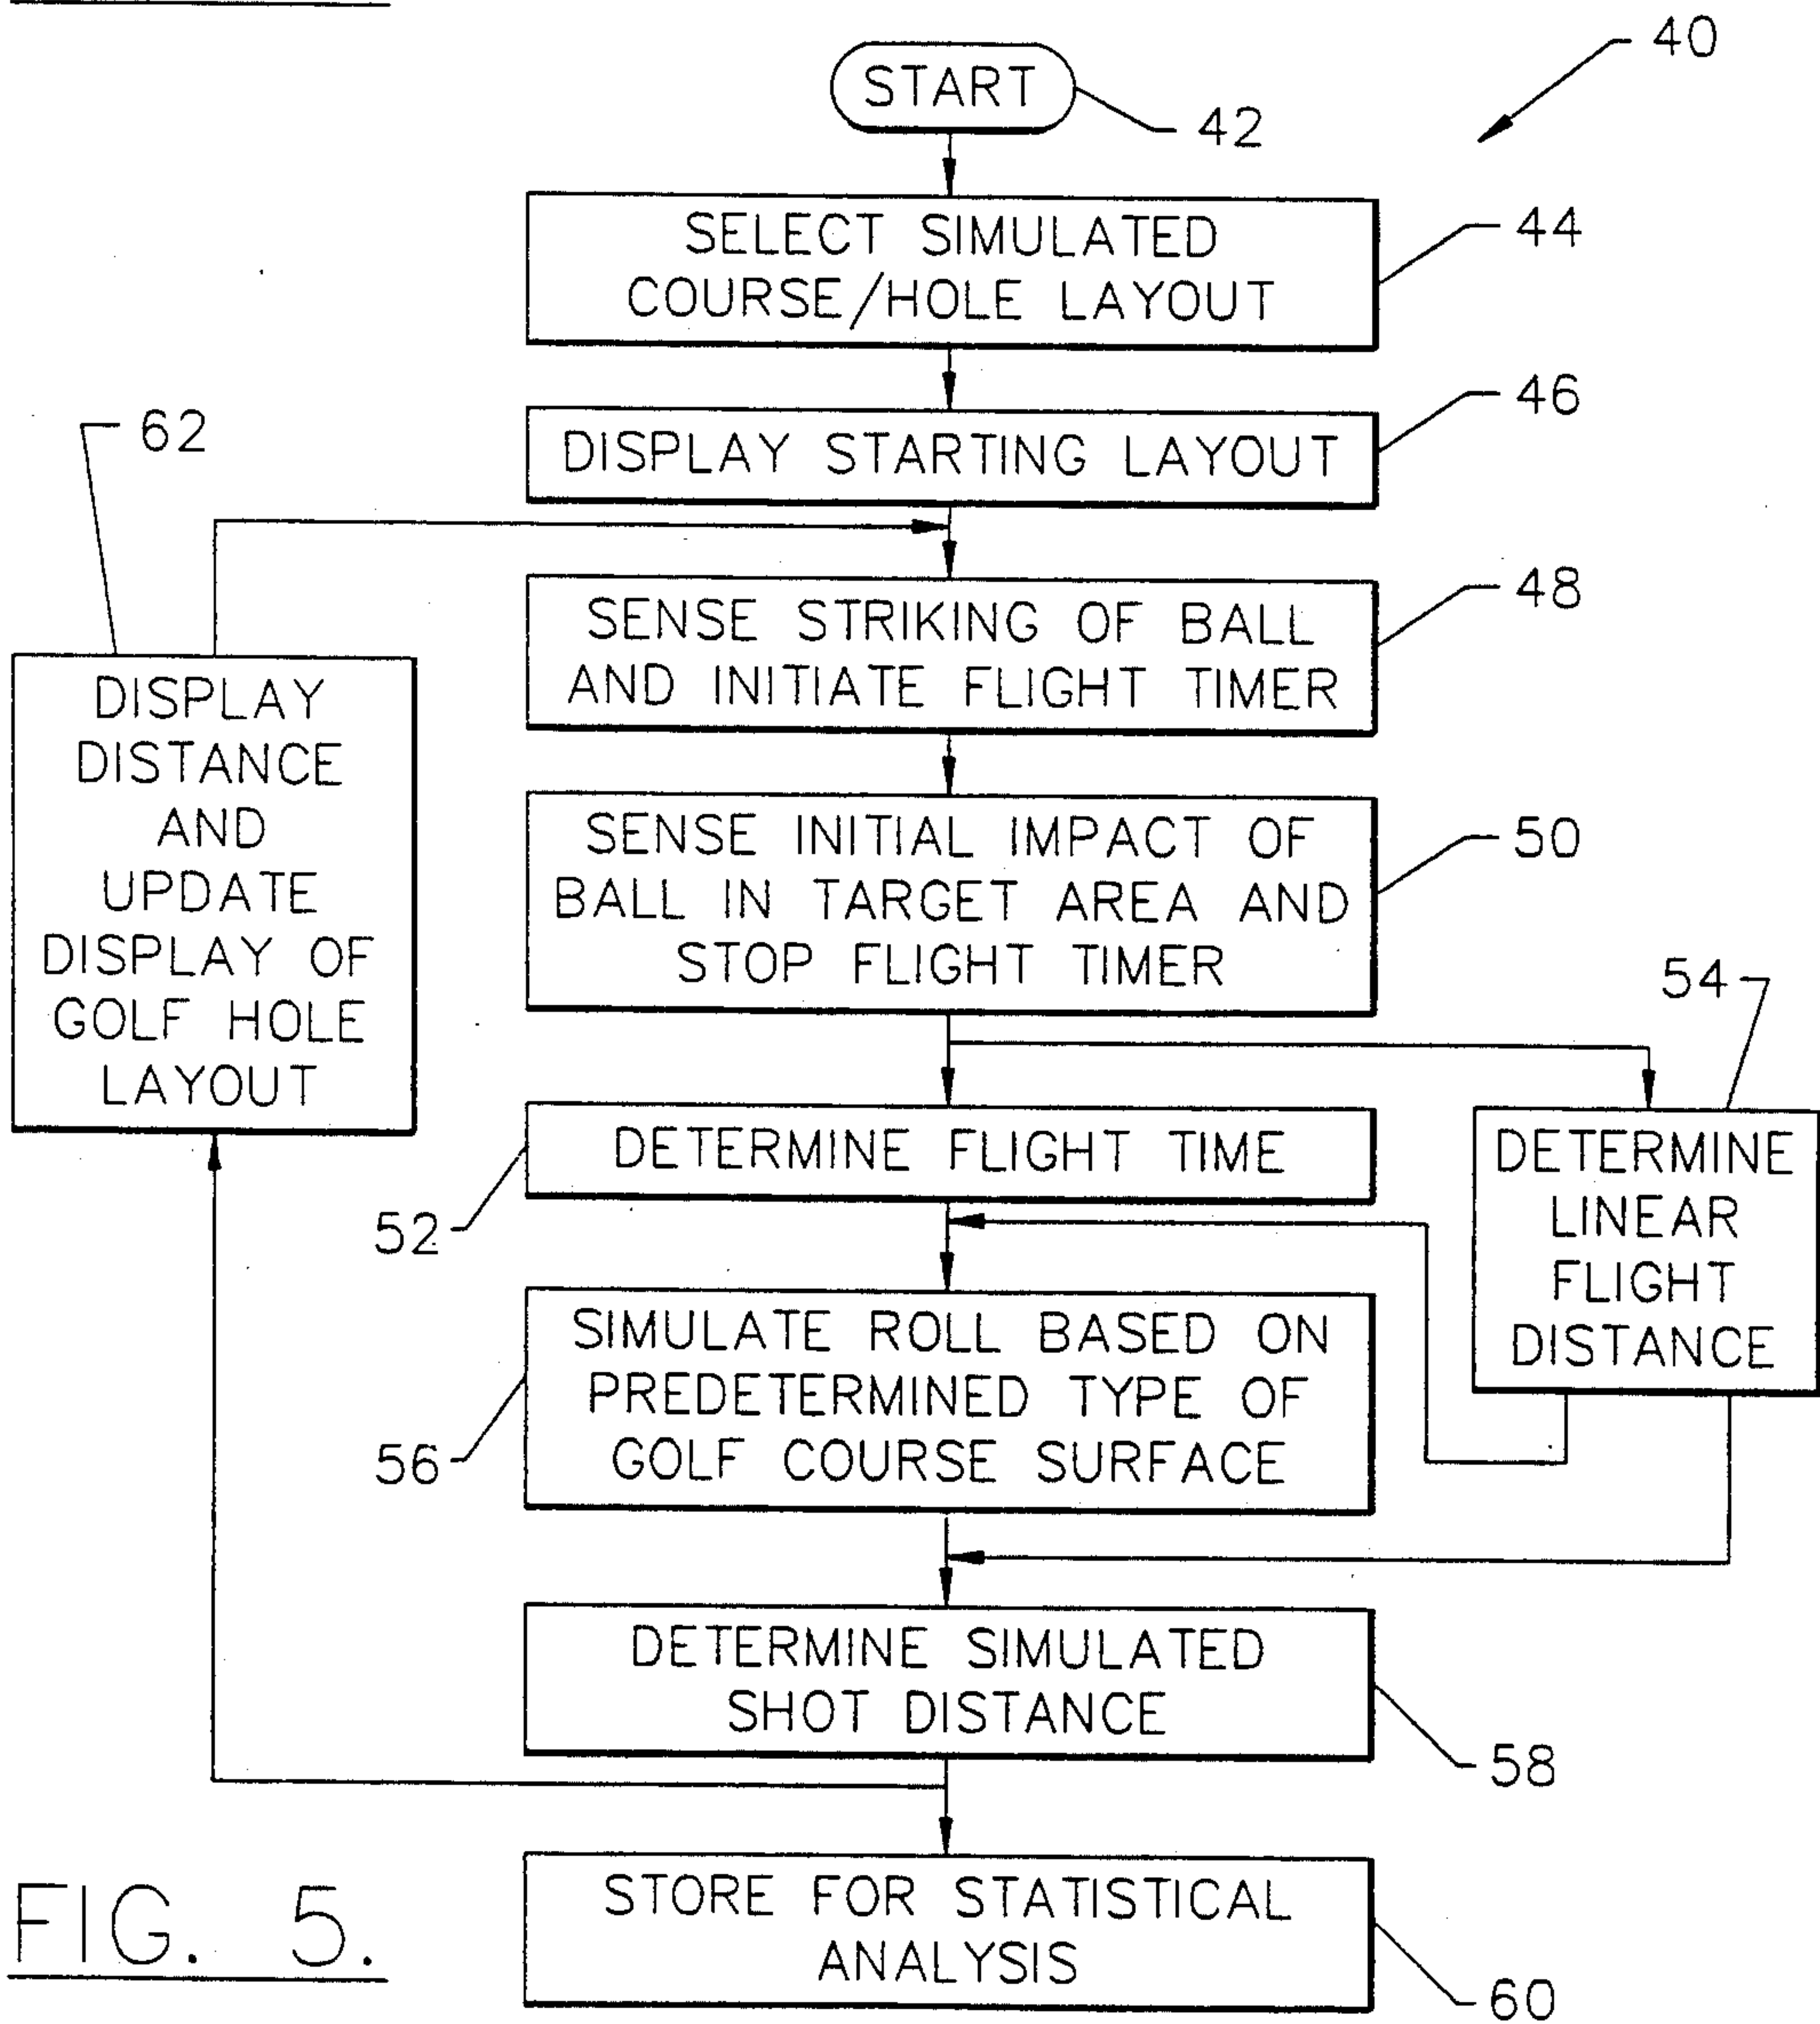 40
START
42
SELECT SIMULATED
COURSE/HOLE LAYOUT
44
DISPLAY STARTING LAYOUT
46
62
SENSE STRIKING OF BALL
AND INITIATE FLIGHT TIMER
48
DISPLAY
DISTANCE
AND
UPDATE
DISPLAY OF
GOLF HOLE
LAYOUT
SENSE INITIAL IMPACT OF
BALL IN TARGET AREA AND
STOP FLIGHT TIMER
50
54
DETERMINE FLIGHT TIME
52
DETERMINE
LINEAR
FLIGHT
DISTANCE
SIMULATE ROLL BASED ON
PREDETERMINED TYPE OF
GOLF COURSE SURFACE
56
DETERMINE SIMULATED
SHOT DISTANCE
58
STORE FOR STATISTICAL
ANALYSIS
60
FIG. 5.